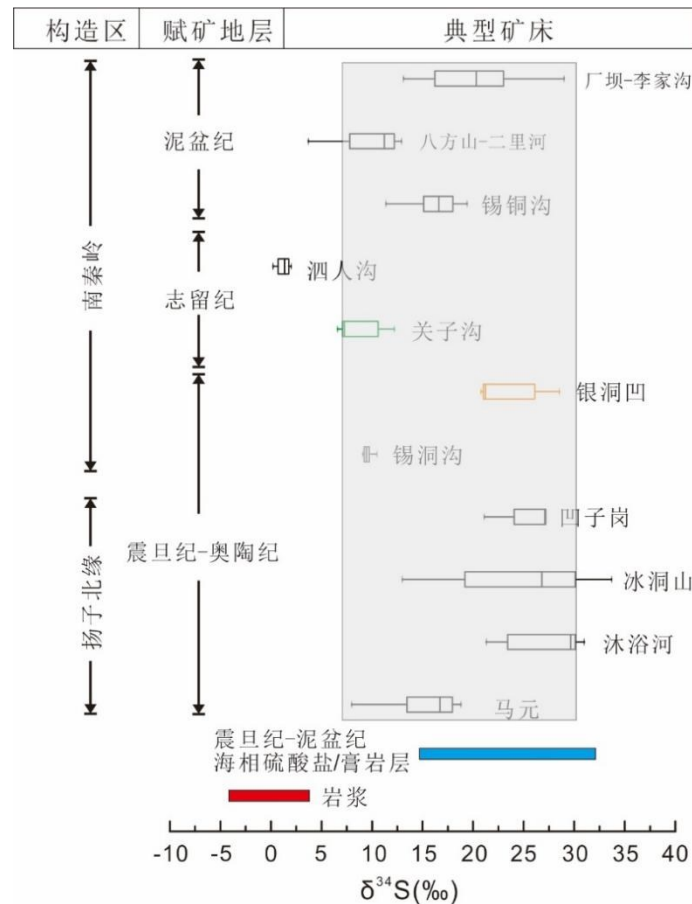 构造区 赋矿地层 典型矿床
厂坝-李家沟
八方山-二里河
泥盆纪
锡铜沟
南秦岭
泗人沟
志留纪
关子沟
银洞凹
锡洞沟
凹子岗
震旦纪-奥陶纪
扬子北缘
冰洞山
沐浴河
马元
震旦纪-泥盆纪
海相硫酸盐/膏岩层
岩浆
-10 -5 0 5 10 15 20 25 30 35 40
δ³⁴S(‰)